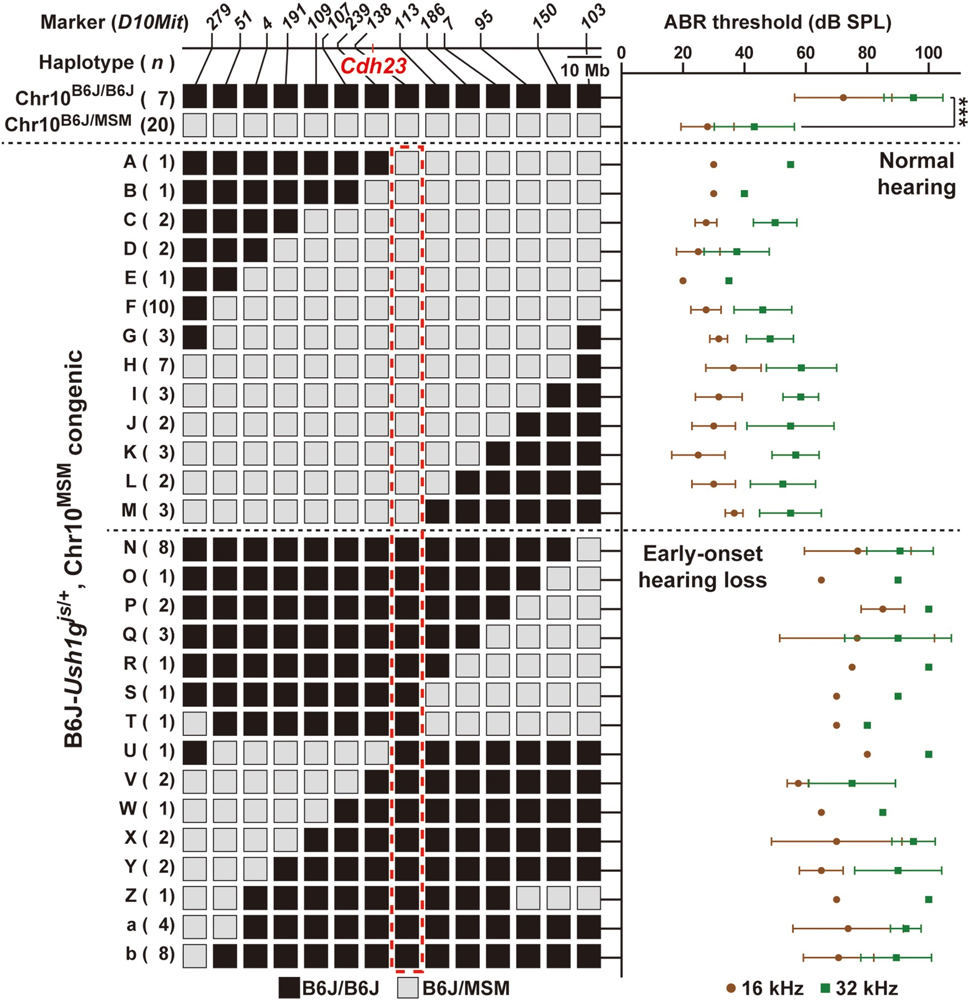 Marker (D10Mit) 279 51 4 191 109 107 239 138 113 186 7 95 150 103 ABR threshold (dB SPL)
0 20 40 60 80 100
Haplotype ( n ) Cdh23 10 Mb
Chr10B6J/B6J ( 7)
***
Chr10B6J/MSM (20)
A ( 1) Normal
hearing
B ( 1)
C ( 2)
D ( 2)
E ( 1)
F (10)
G ( 3)
H ( 7)
I ( 3)
J ( 2)
K ( 3)
L ( 2)
M ( 3)
B6J-Ush1gjs/+, Chr10MSM congenic
N ( 8) Early-onset
O ( 1) hearing loss
P ( 2)
Q ( 3)
R ( 1)
S ( 1)
T ( 1)
U ( 1)
V ( 2)
W ( 1)
X ( 2)
Y ( 2)
Z ( 1)
a ( 4)
b ( 8)
B6J/B6J B6J/MSM 16 kHz 32 kHz